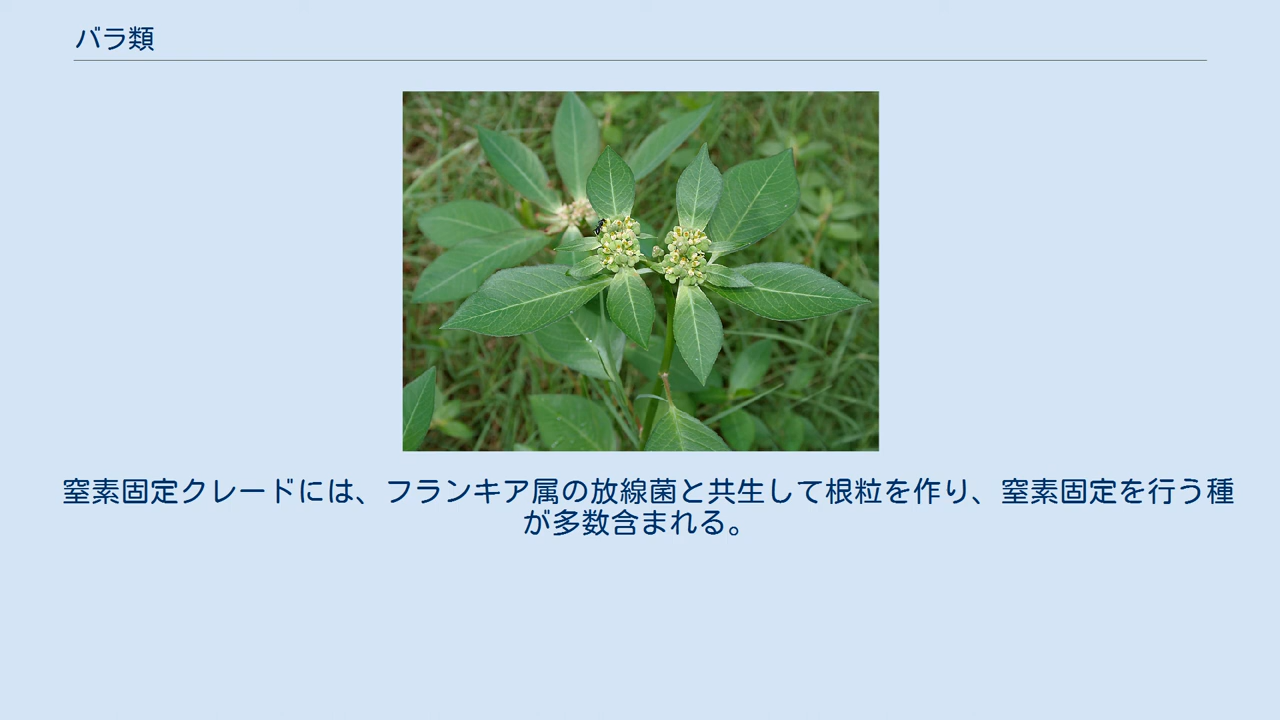 バラ類
窒素固定クレードには、フランキア属の放線菌と共生して根粒を作り、窒素固定を行う種
が多数含まれる。